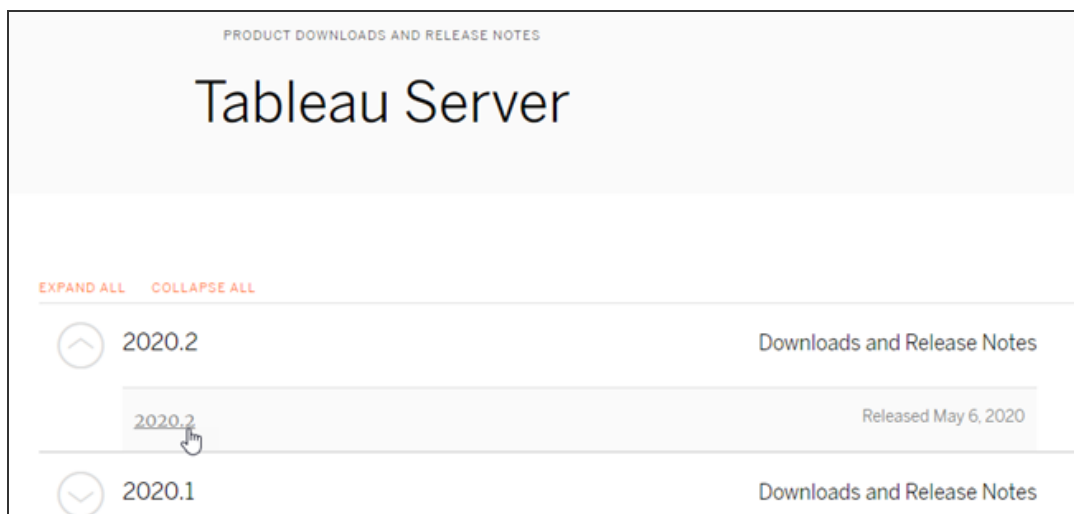 PRODUCT DOWNLOADS AND RELEASE NOTES
Tableau Server
EXPAND ALL COLLAPSE ALL
2020.2 Downloads and Release Notes
2020.2 Released May 6, 2020
2020.1 Downloads and Release Notes